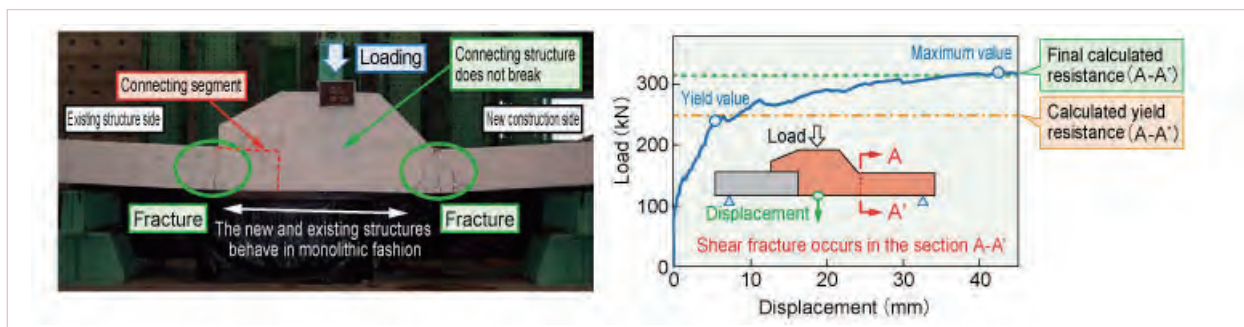 Loading
Connecting structure
does not break
Connecting segment
Existing structure side
New construction side
Fracture
Fracture
The new and existing structures
behave in monolithic fashion
Load (kN)
300
200
100
0
0
10
20
30
40
Displacement (mm)
Maximum value
Yield value
Load
A
A'
Displacement
Shear fracture occurs in the section A-A'
Final calculated
resistance (A-A')
Calculated yield
resistance (A-A')